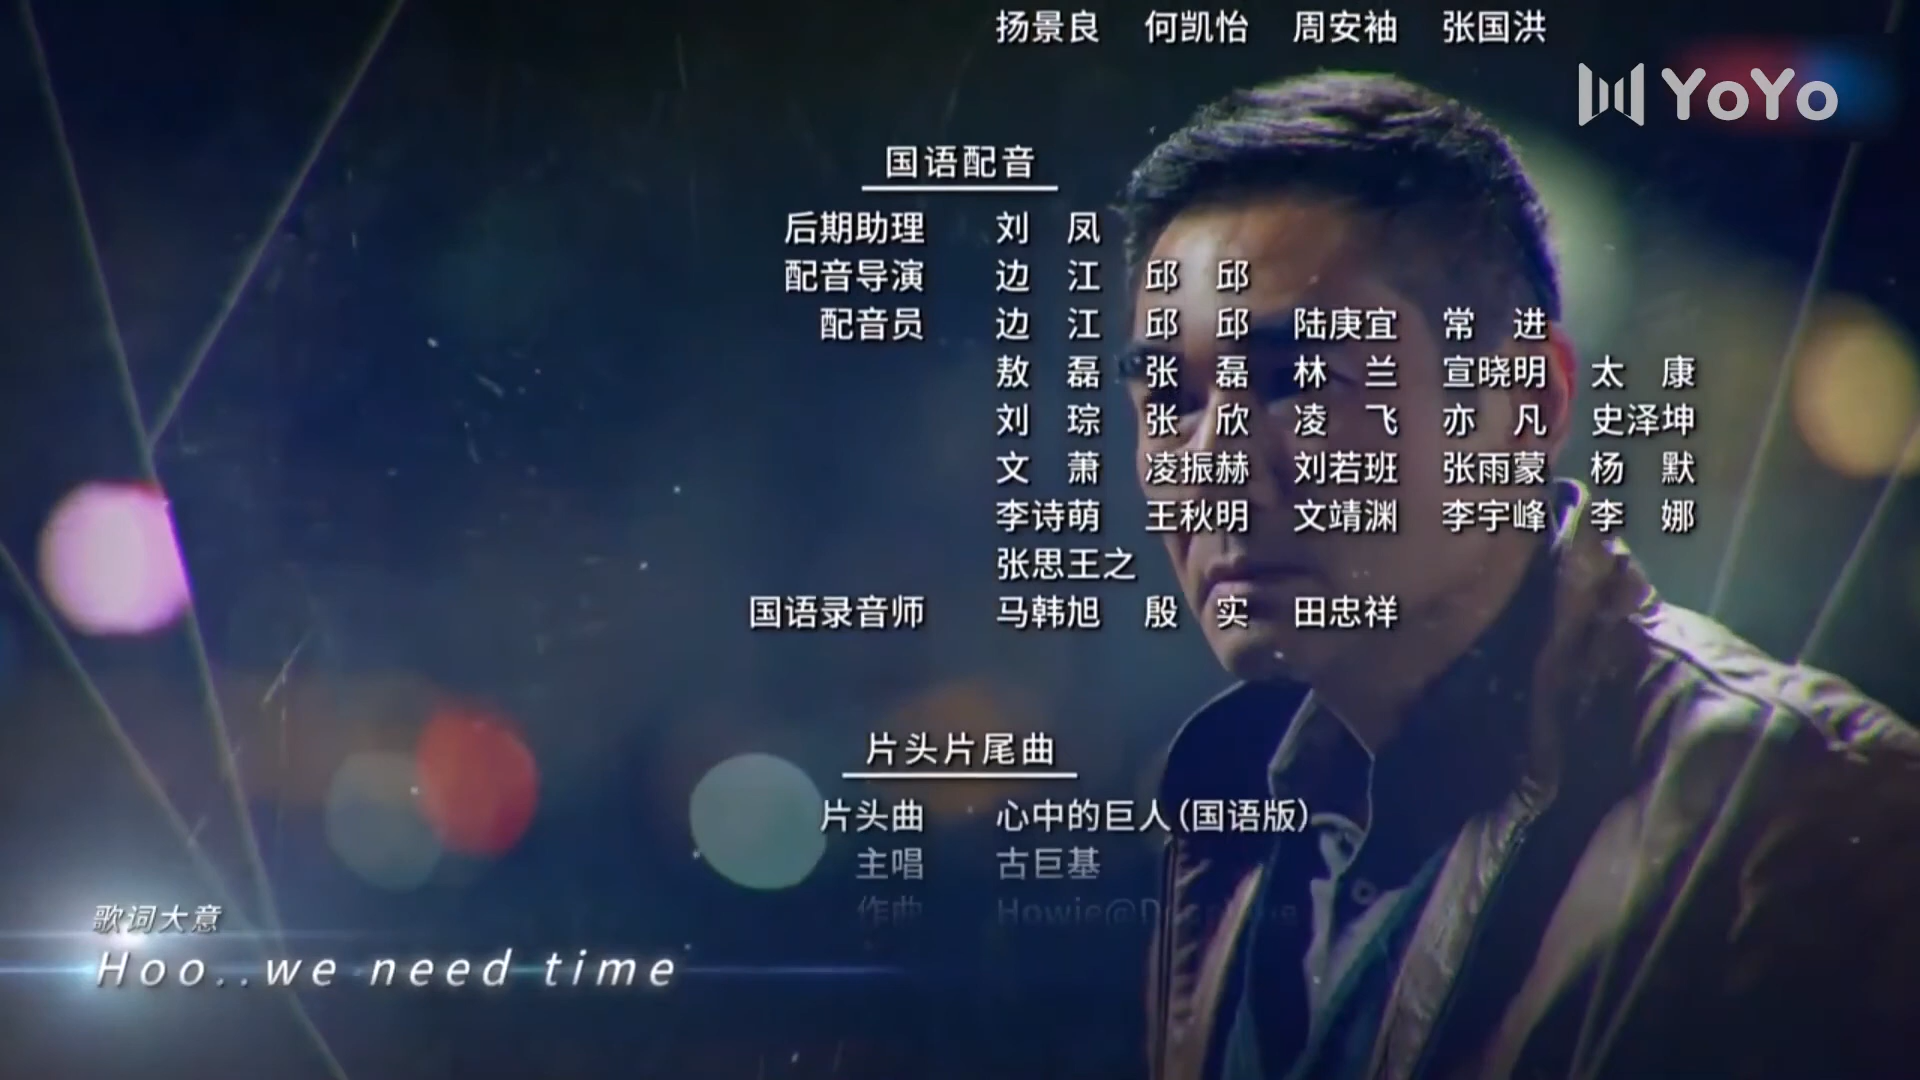 扬景良 何凯怡 周安袖 张国洪
YoYo
国语配音
后期助理 刘凤
配音导演 边江 邱邱
配音员 边江 邱邱 陆庚宜 常进
敖磊 张磊 林兰 宣晓明 太康
刘琮 张欣 凌飞 亦凡 史泽坤
文萧 凌振赫 刘若班 张雨蒙 杨默
李诗萌 王秋明 文靖渊 李宇峰 李娜
张思王之
国语录音师 马韩旭 殷实 田忠祥
片头片尾曲
片头曲 心中的巨人(国语版)
主唱 古巨基
作曲
歌词大意
Hoo..we need time